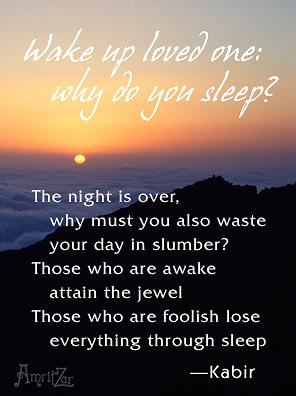 Wake up loved one:
why do you sleep?
The night is over,
why must you also waste
your day in slumber?
Those who are awake
attain the jewel
Those who are foolish lose
everything through sleep
—Kabir
AmritZar